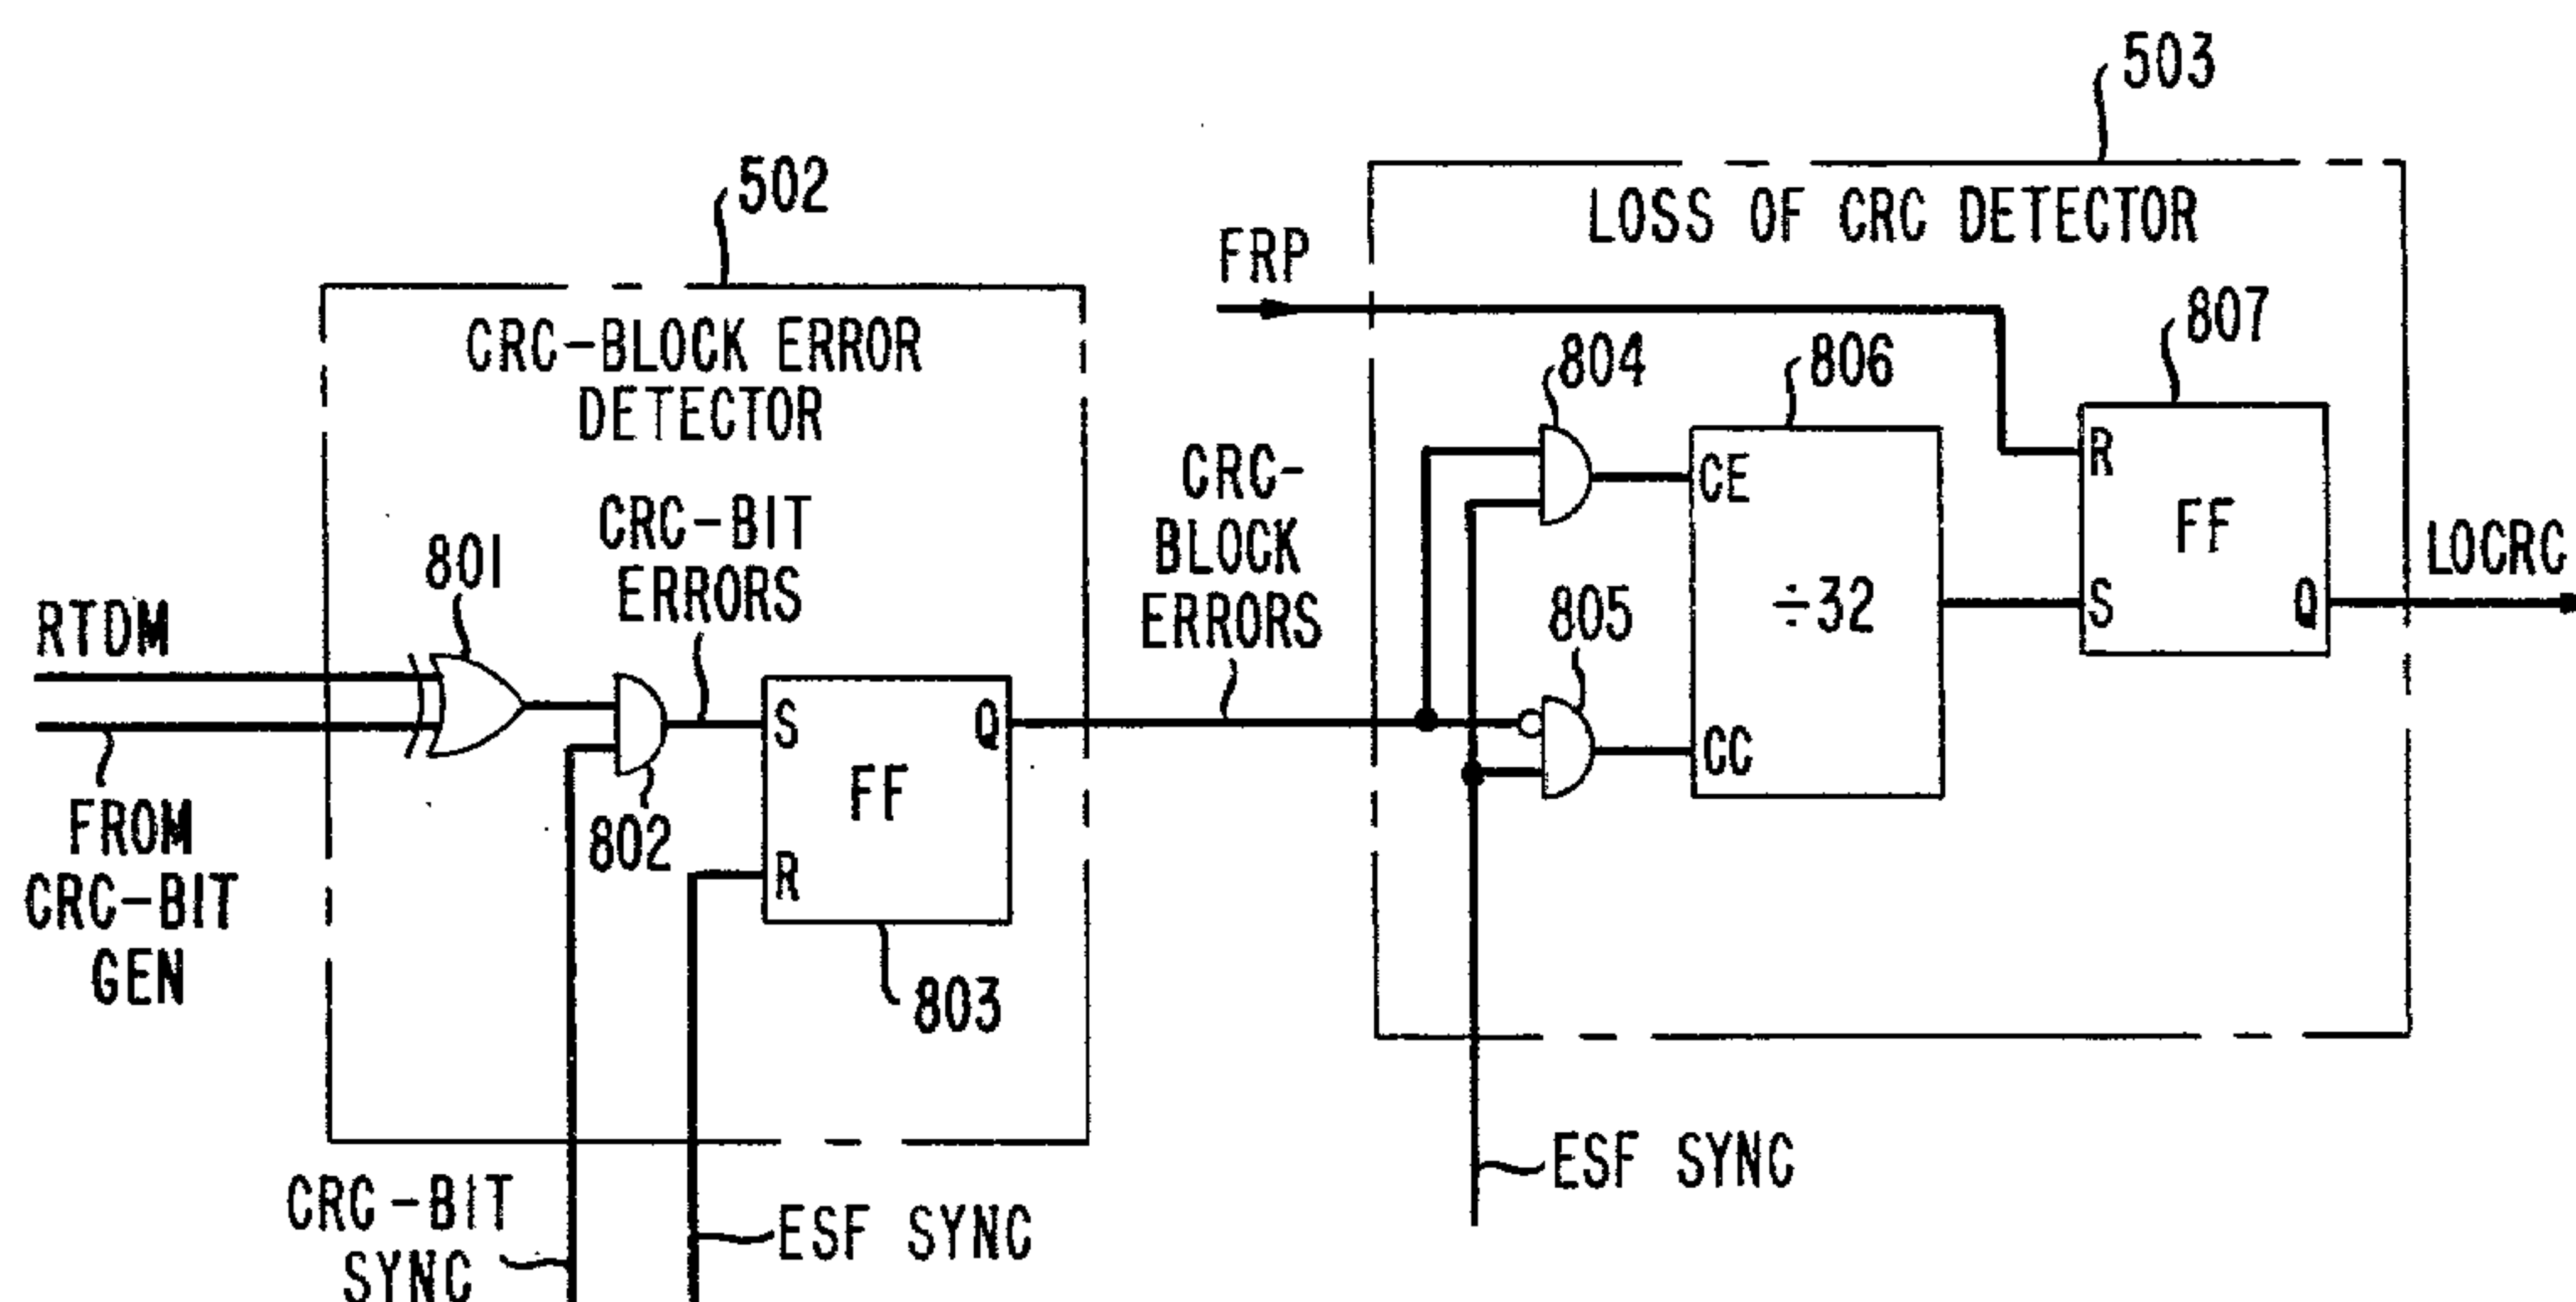 503
502
LOSS OF CRC DETECTOR
FRP
CRC-BLOCK ERROR
DETECTOR
807
804
806
CRC-
BLOCK
ERRORS
R
CE
FF
CRC-BIT
ERRORS
LOCRC
801
÷32
S
Q
805
RTDM
S
Q
CC
FF
802
R
FROM
CRC-BIT
GEN
803
ESF SYNC
CRC-BIT
SYNC
ESF SYNC